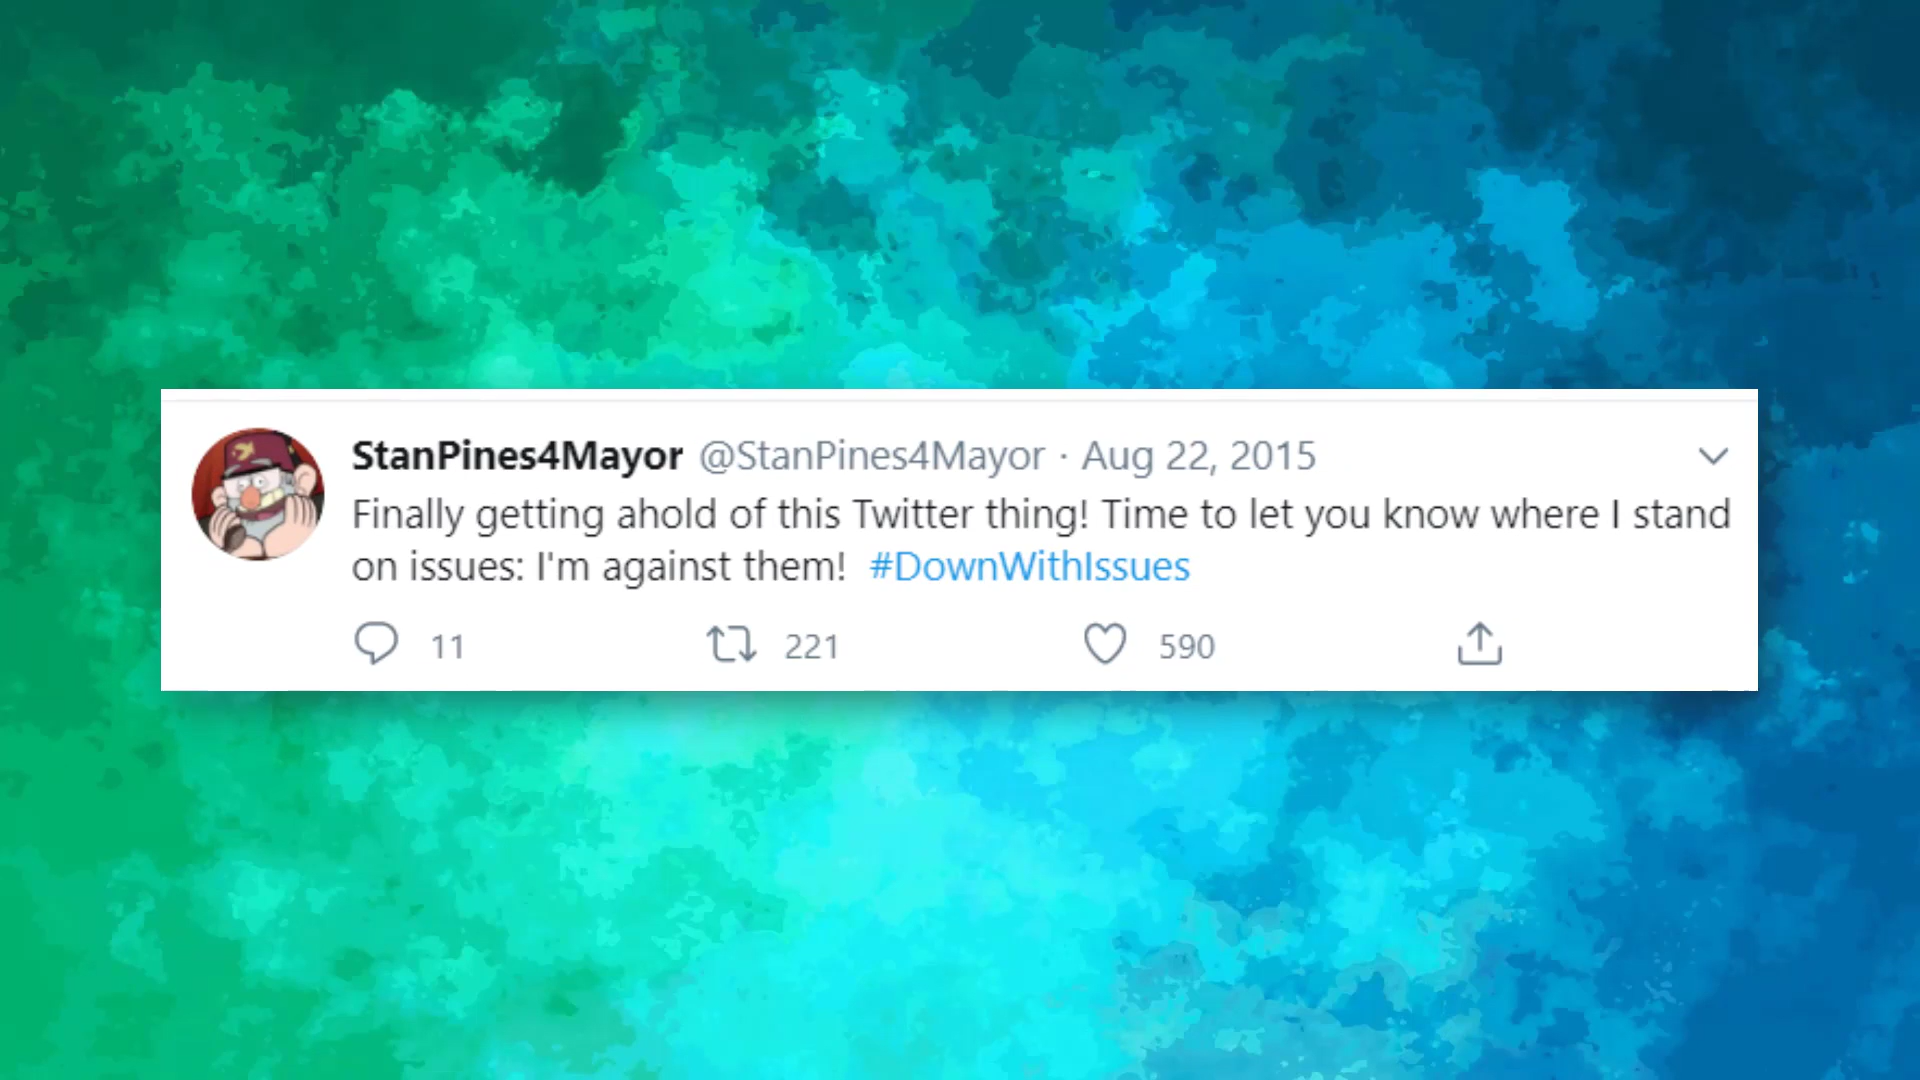 StanPines4Mayor @StanPines4Mayor · Aug 22, 2015
Finally getting ahold of this Twitter thing! Time to let you know where I stand
on issues: I'm against them! #DownWithIssues
11 221 590